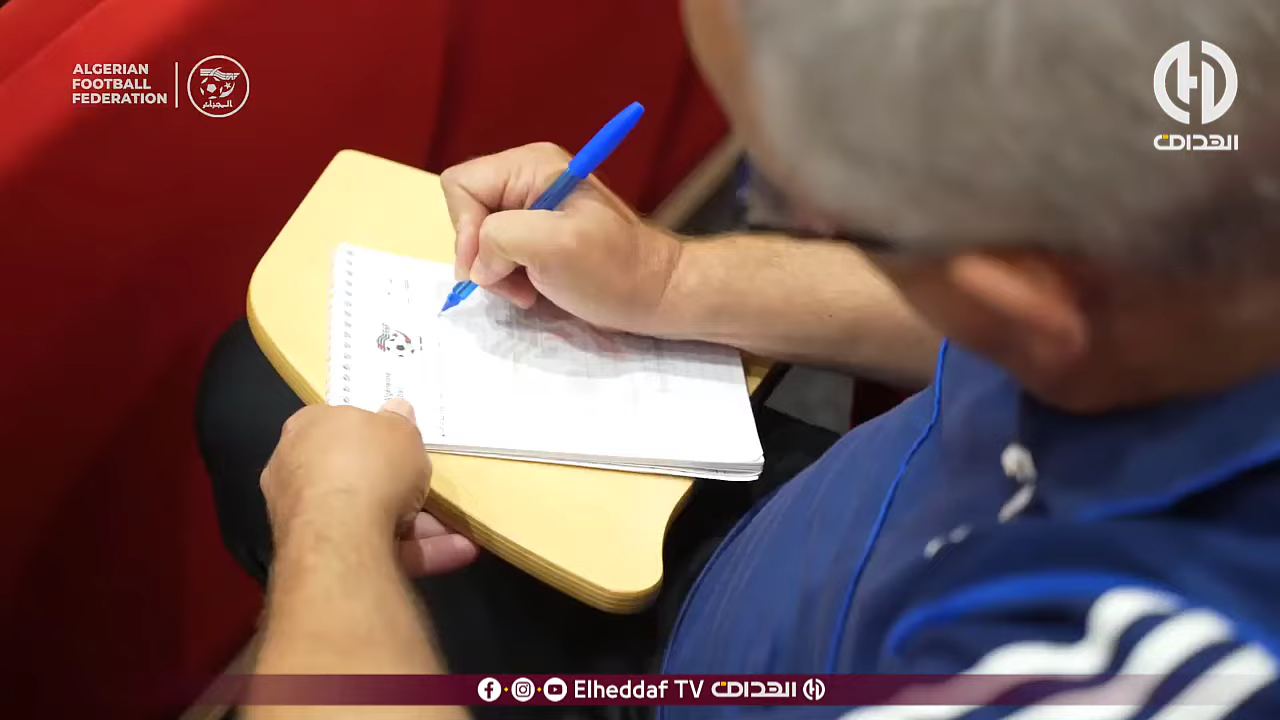 ALGERIAN
FOOTBALL
FEDERATION
الجزائر
الهداف
Elheddaf TV الهداف